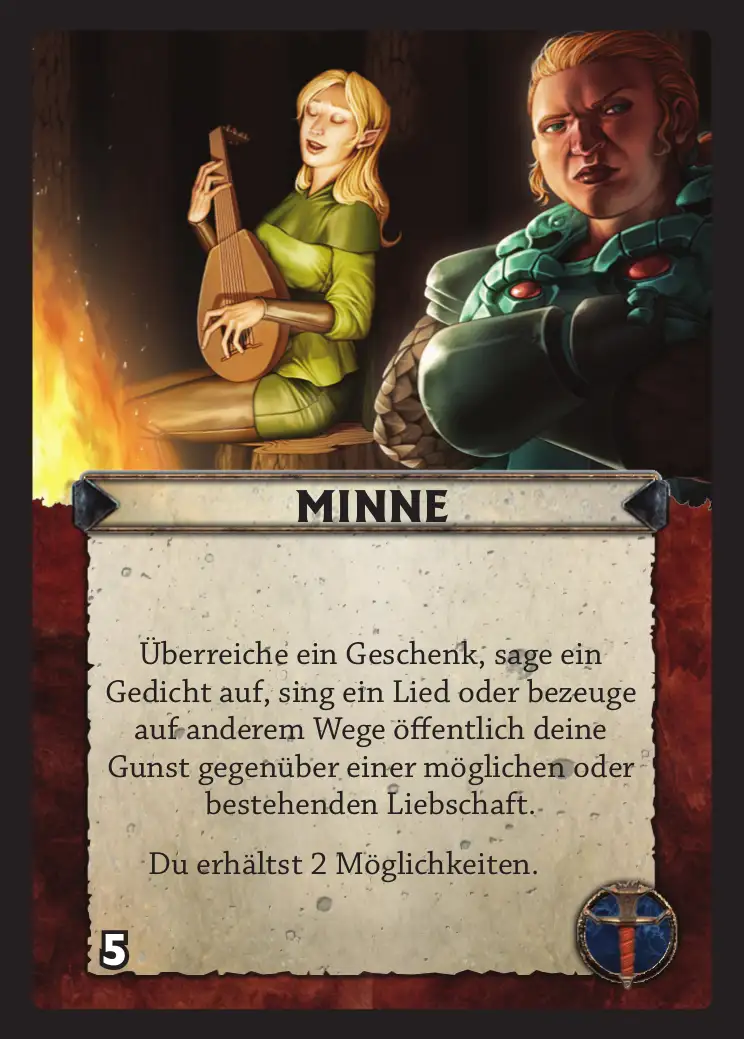 MINNE
Überreiche ein Geschenk, sage ein
Gedicht auf, sing ein Lied oder bezeuge
auf anderem Wege öffentlich deine
Gunst gegenüber einer möglichen oder
bestehenden Liebschaft.
Du erhältst 2 Möglichkeiten.
5